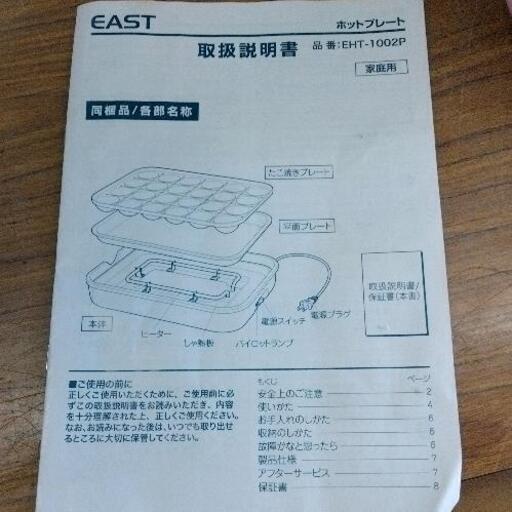 EAST
ホットプレート
取扱説明書
品番:EHT-1002P
家庭用
同梱品/各部名称
たこ焼きプレート
平面プレート
取扱説明書/
保証書(本書)
電源プラグ
電源スイッチ
本体
ヒーター
しゃ熱板
パイロットランプ
■ご使用の前に
正しくご使用いただくために、ご使用前に必
ずこの取扱説明書をお読みいただき、内容
を十分理解された上、正しくご使用ください。
なお、お読みになった後は、いつでも取り出せ
るところに大切に保管してください。
もくじ ページ
安全上のご注意 2
使いかた 4
お手入れのしかた 6
収納のしかた 6
故障かなと思ったら 6
製品仕様 7
アフターサービス 7
保証書 8